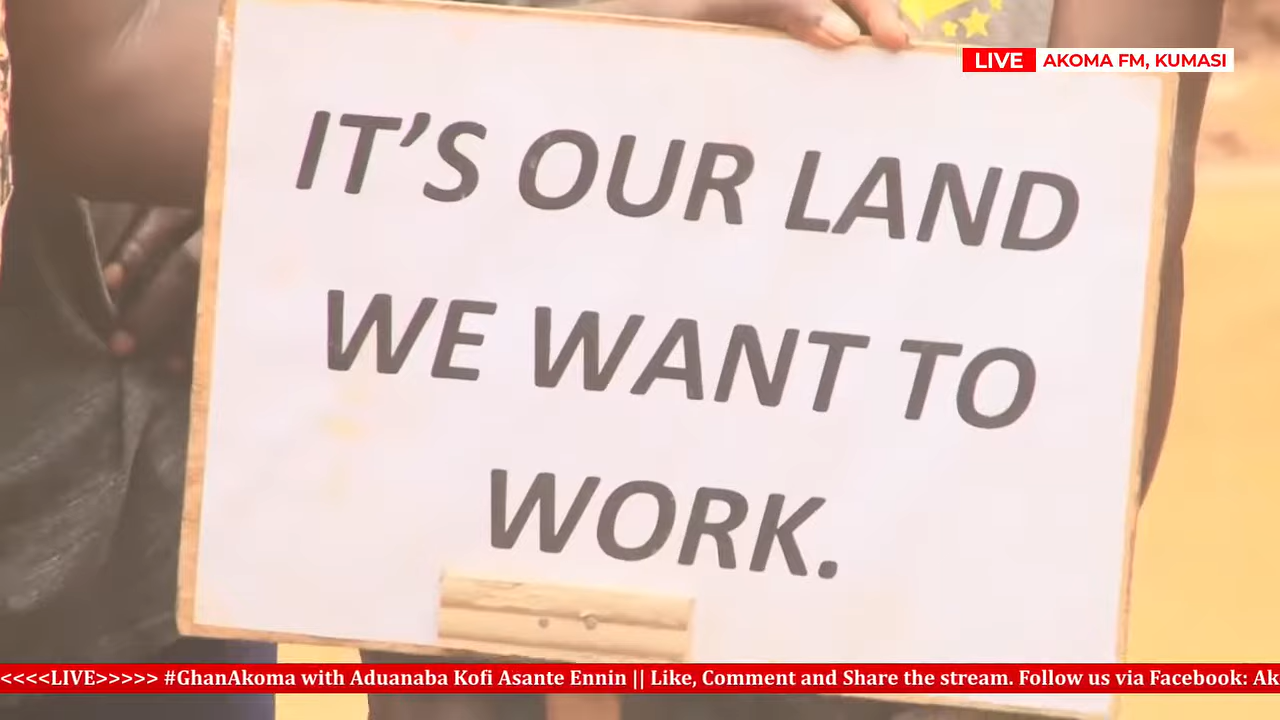 LIVE AKOMA FM, KUMASI
IT'S OUR LAND
WE WANT TO
WORK.
<<<<LIVE>>>>> #GhanAkoma with Aduanaba Kofi Asante Ennin || Like, Comment and Share the stream. Follow us via Facebook: Ak